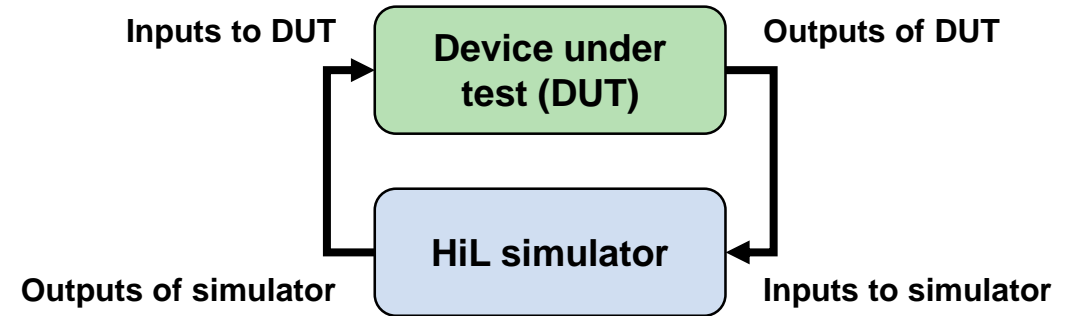 Inputs to DUT
Device under
test (DUT)
Outputs of DUT
HiL simulator
Outputs of simulator
Inputs to simulator